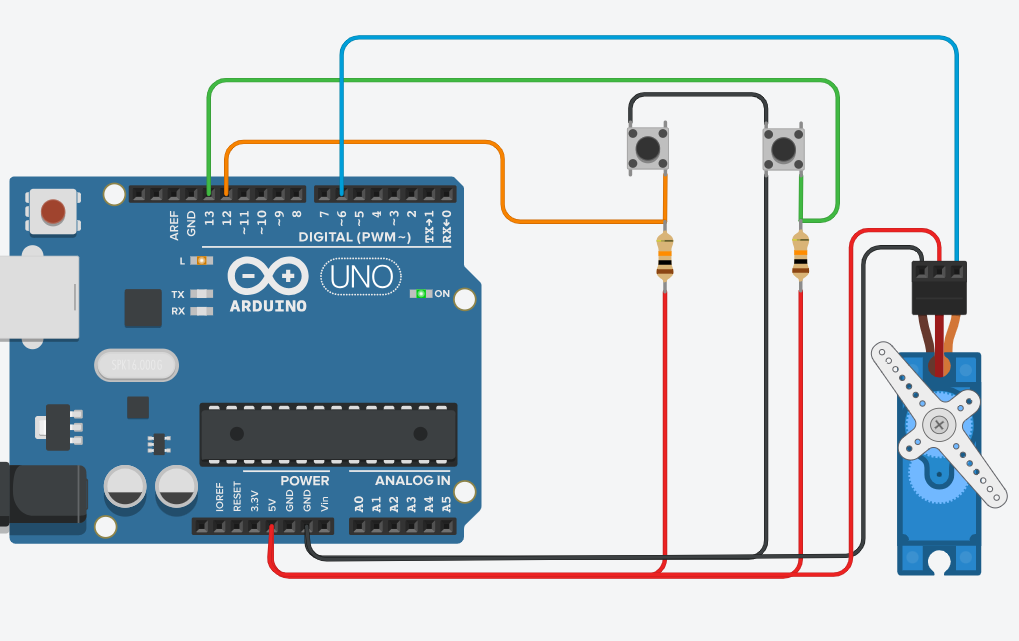 AREF
GND
13
12
~11
~10
~9
8
7
~6
~5
4
~3
2
TX→1
RX←0
DIGITAL (PWM~)
L
TX
RX
ARDUINO
UNO
ON
POWER
ANALOG IN
IOREF
RESET
3.3V
5V
GND
GND
Vin
A0
A1
A2
A3
A4
A5